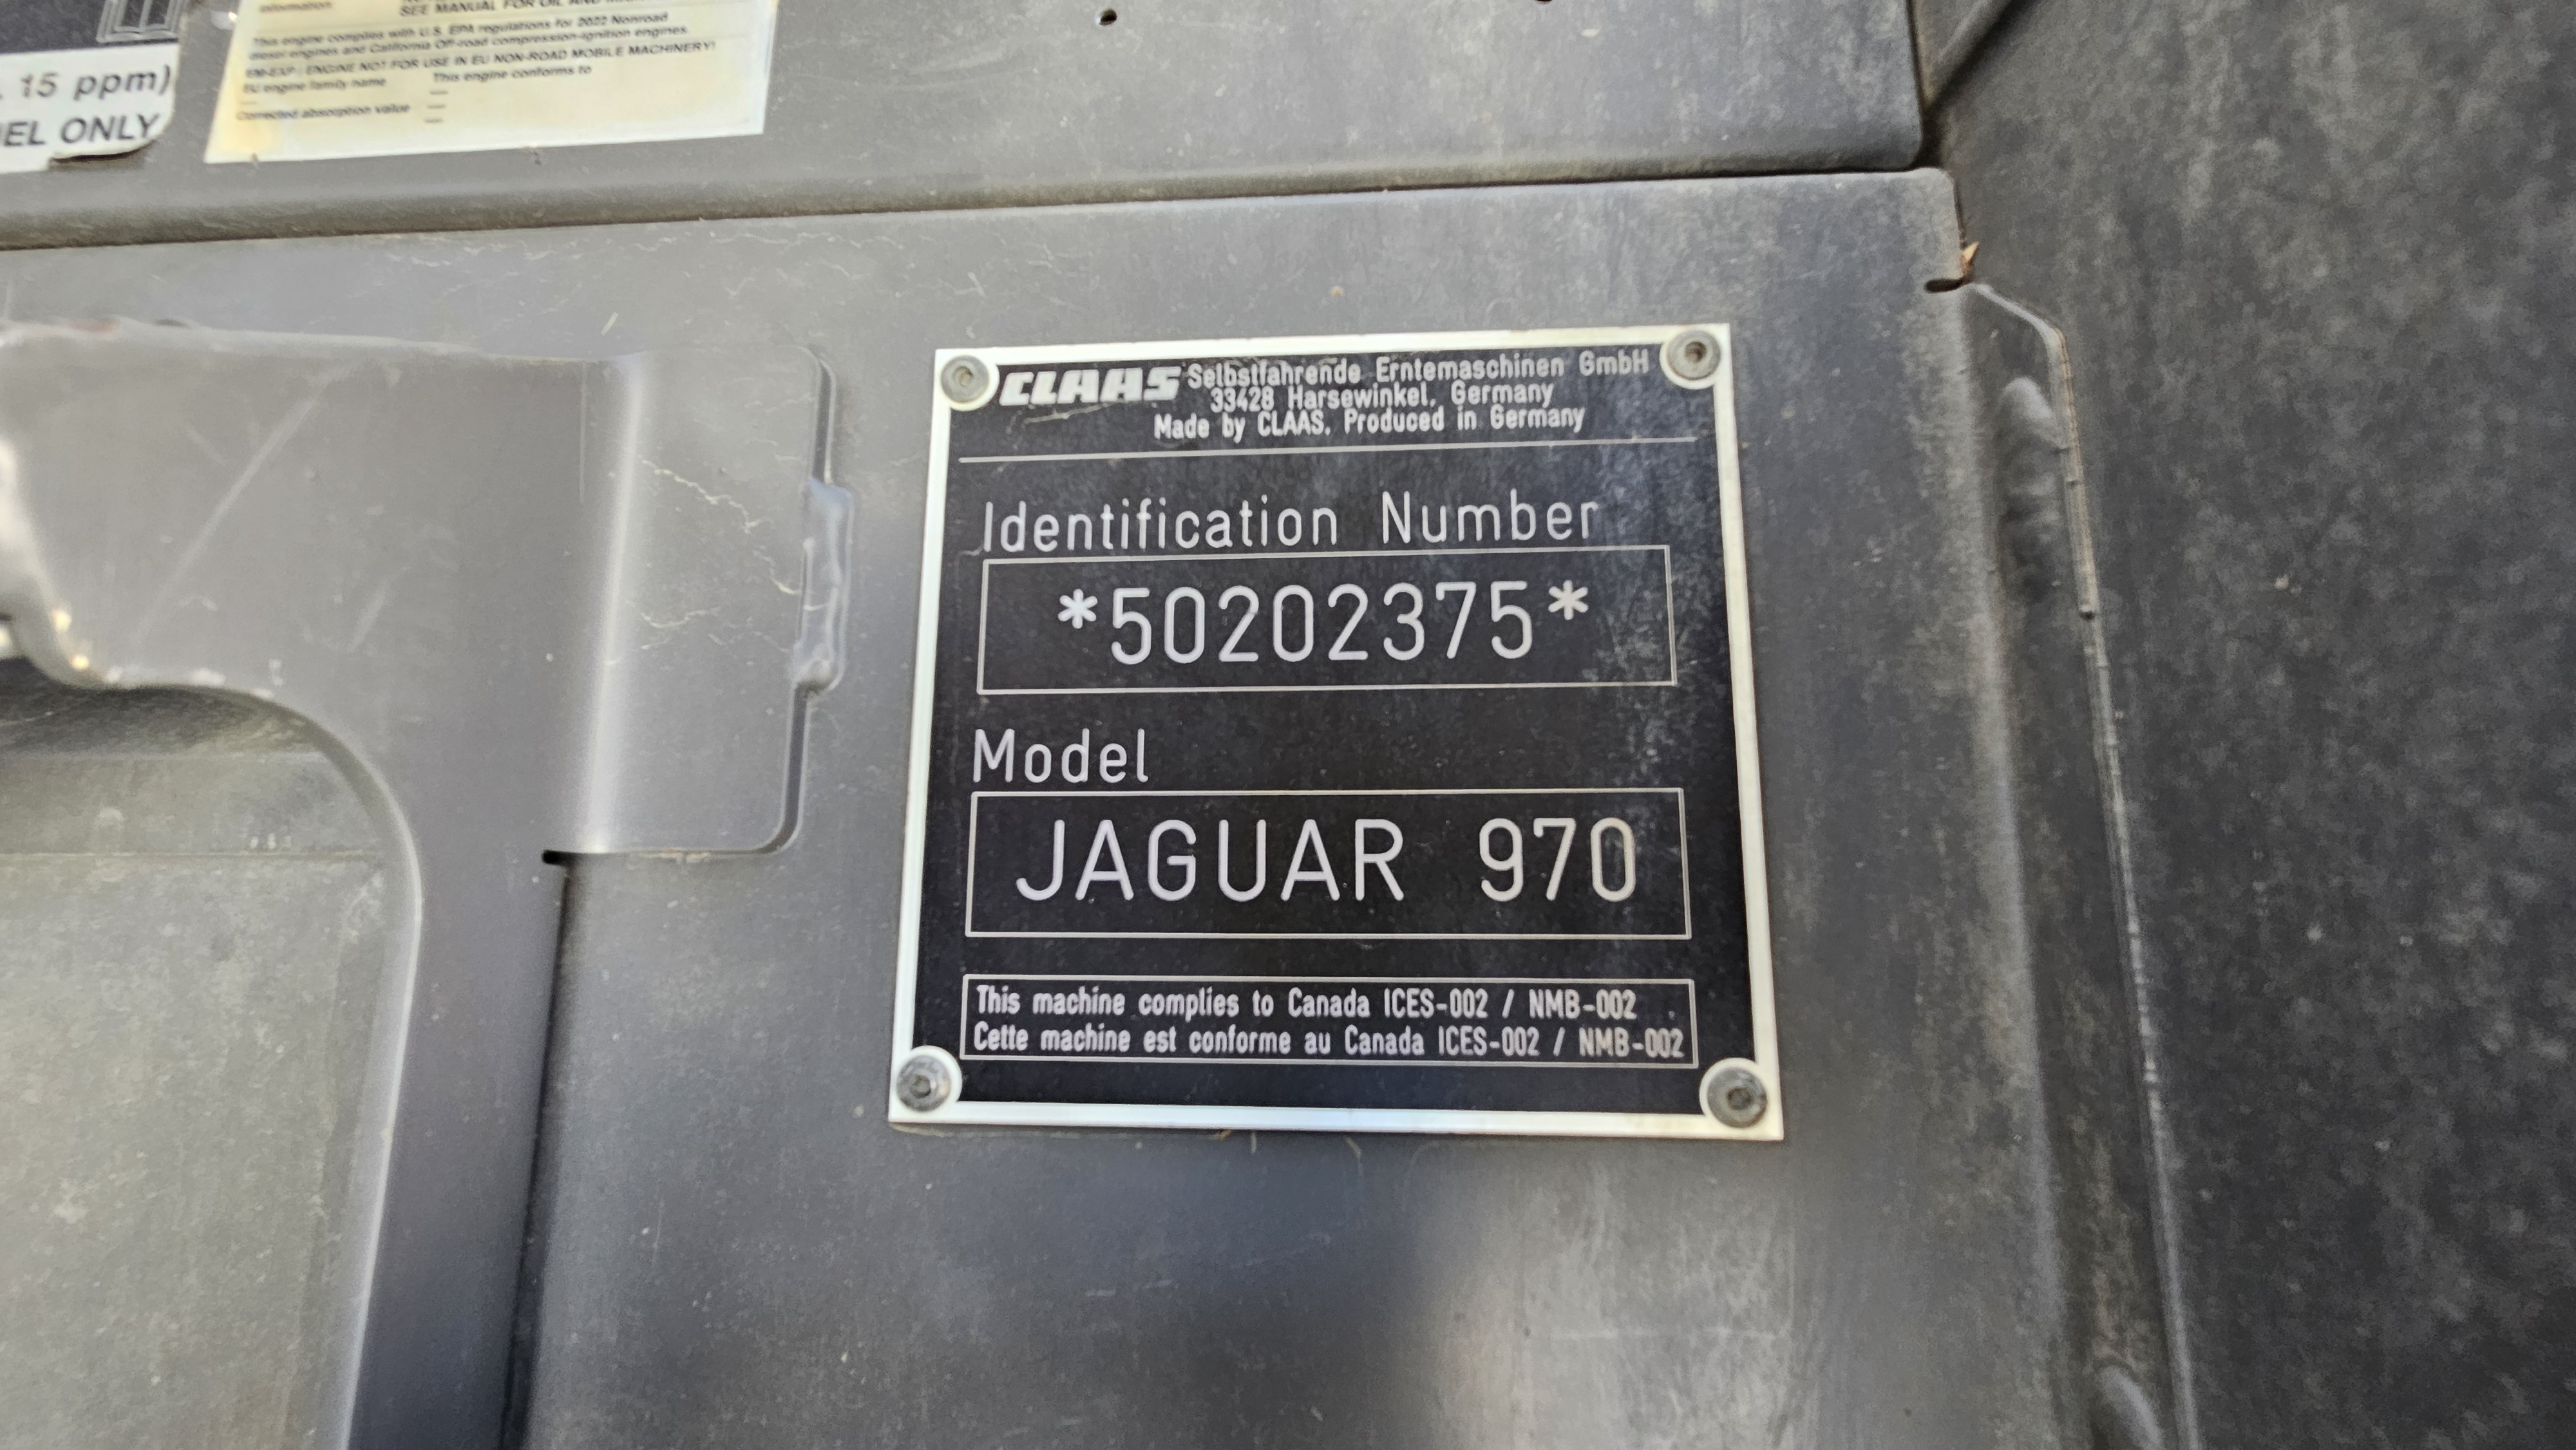 information
SEE MANUAL FOR OIL AND
This engine complies with U.S. EPA regulations for 2022 Nonroad
diesel engines and California Off-road compression-ignition engines.
EM-EXP / ENGINE NOT FOR USE IN EU NON-ROAD MOBILE MACHINERY!
EU engine family name This engine conforms to
--- ---
Corrected absorption value ---
---
15 ppm)
EL ONLY
CLAAS Selbstfahrende Erntemaschinen GmbH
33428 Harsewinkel, Germany
Made by CLAAS, Produced in Germany
Identification Number
*50202375*
Model
JAGUAR 970
This machine complies to Canada ICES-002 / NMB-002
Cette machine est conforme au Canada ICES-002 / NMB-002